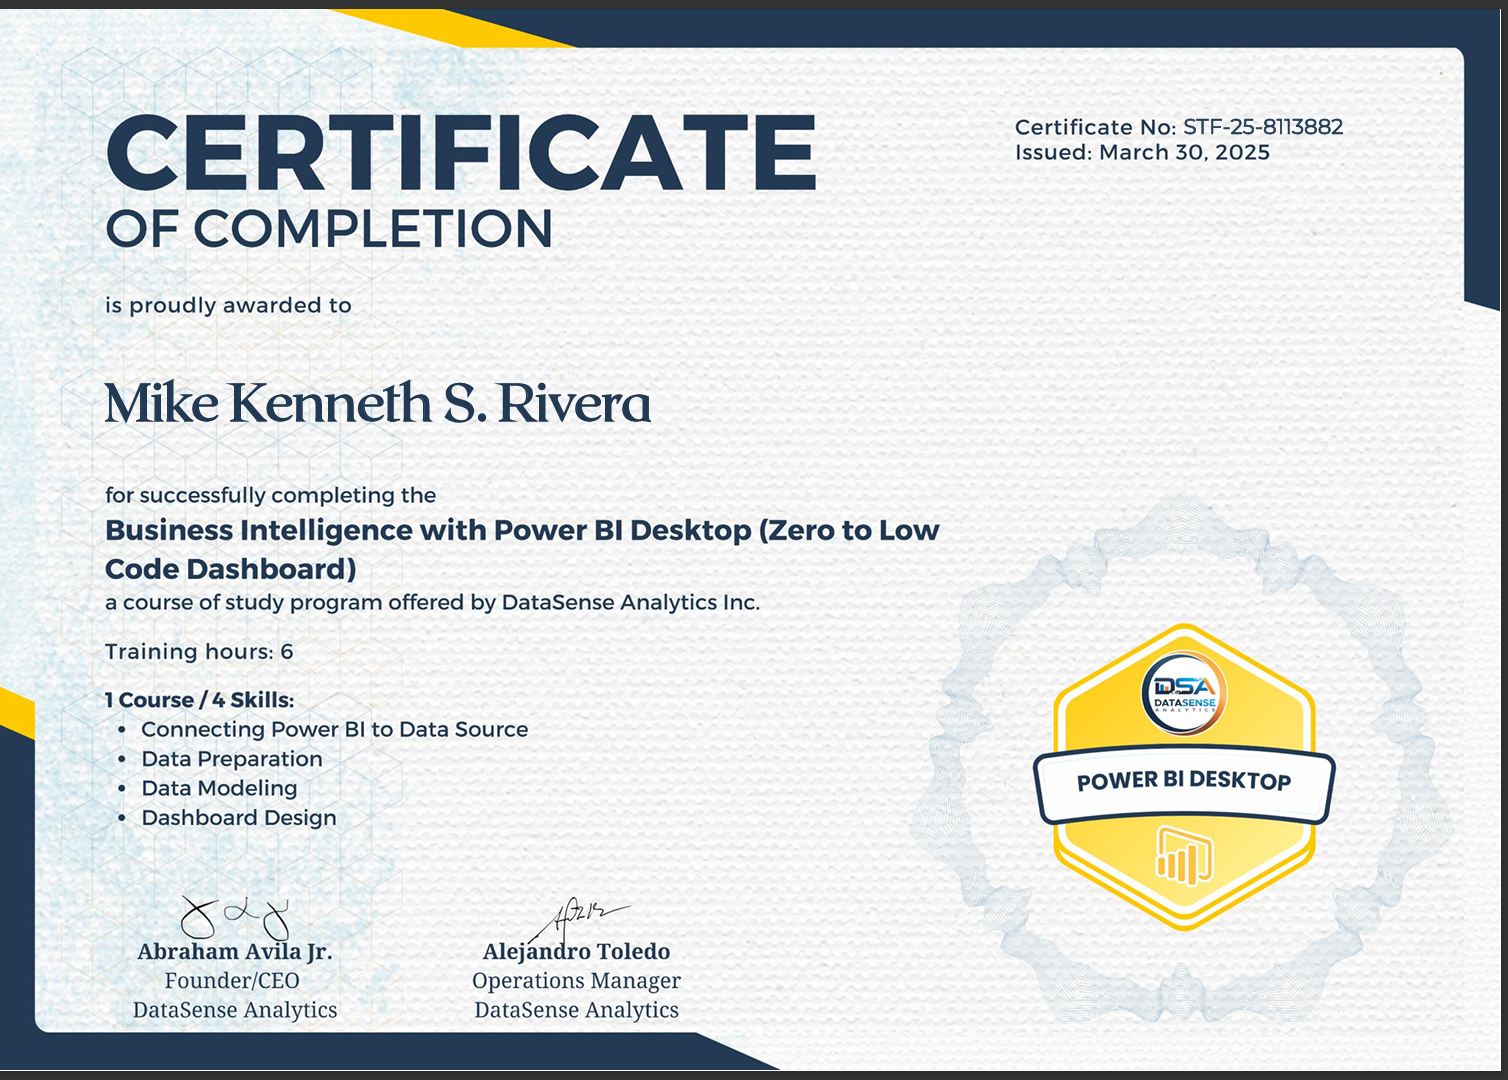 CERTIFICATE
OF COMPLETION
Certificate No: STF-25-8113882
Issued: March 30, 2025
is proudly awarded to
Mike Kenneth S. Rivera
for successfully completing the
Business Intelligence with Power BI Desktop (Zero to Low
Code Dashboard)
a course of study program offered by DataSense Analytics Inc.
Training hours: 6
1 Course / 4 Skills:
• Connecting Power BI to Data Source
• Data Preparation
• Data Modeling
• Dashboard Design
DSA
DATASENSE
ANALYTICS
POWER BI DESKTOP
Abraham Avila Jr.
Founder/CEO
DataSense Analytics
Alejandro Toledo
Operations Manager
DataSense Analytics